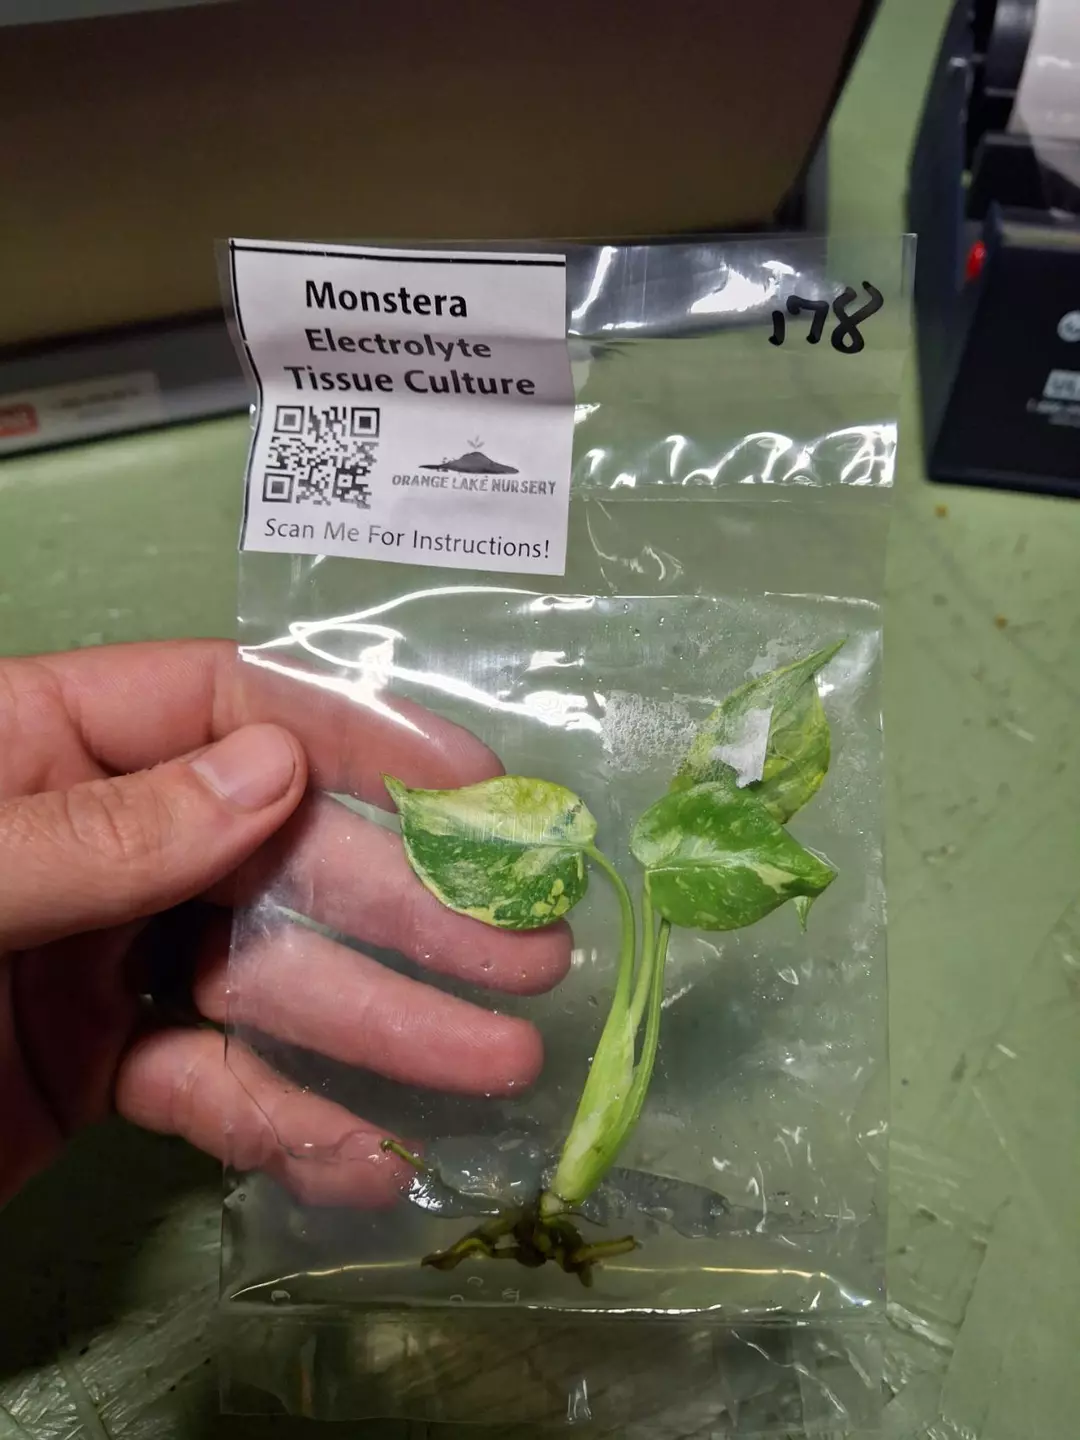 Monstera
Electrolyte
Tissue Culture
ORANGE LAKE NURSERY
Scan Me For Instructions!
178